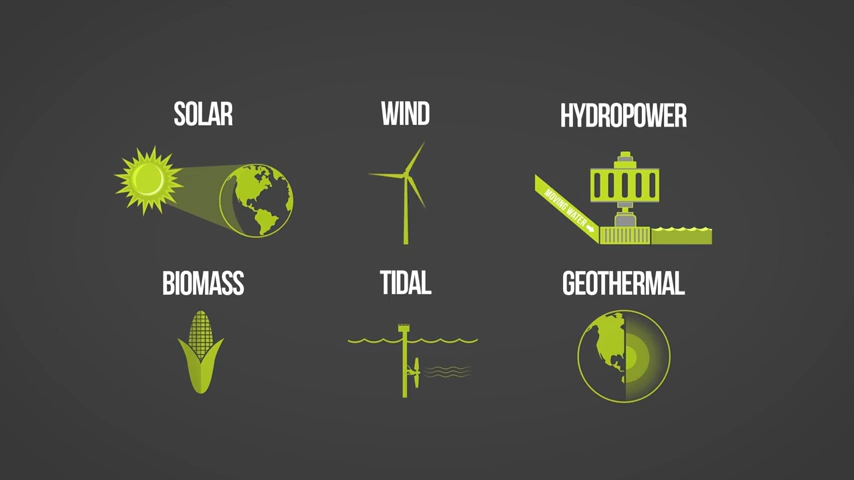 SOLAR
WIND
HYDROPOWER
MOVING WATER
BIOMASS
TIDAL
GEOTHERMAL